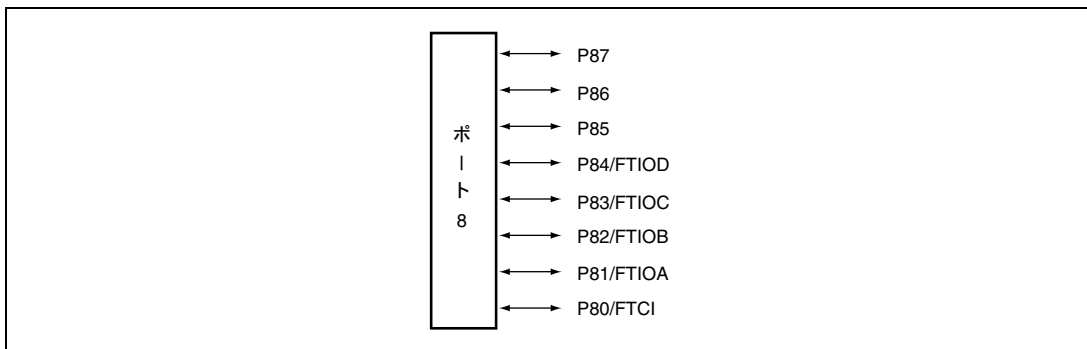 ポート8
P87
P86
P85
P84/FTIOD
P83/FTIOC
P82/FTIOB
P81/FTIOA
P80/FTCI